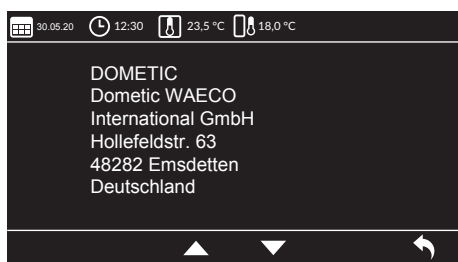 30.05.20 12:30 23,5 °C 18,0 °C
DOMETIC
Dometic WAECO
International GmbH
Hollefeldstr. 63
48282 Emsdetten
Deutschland